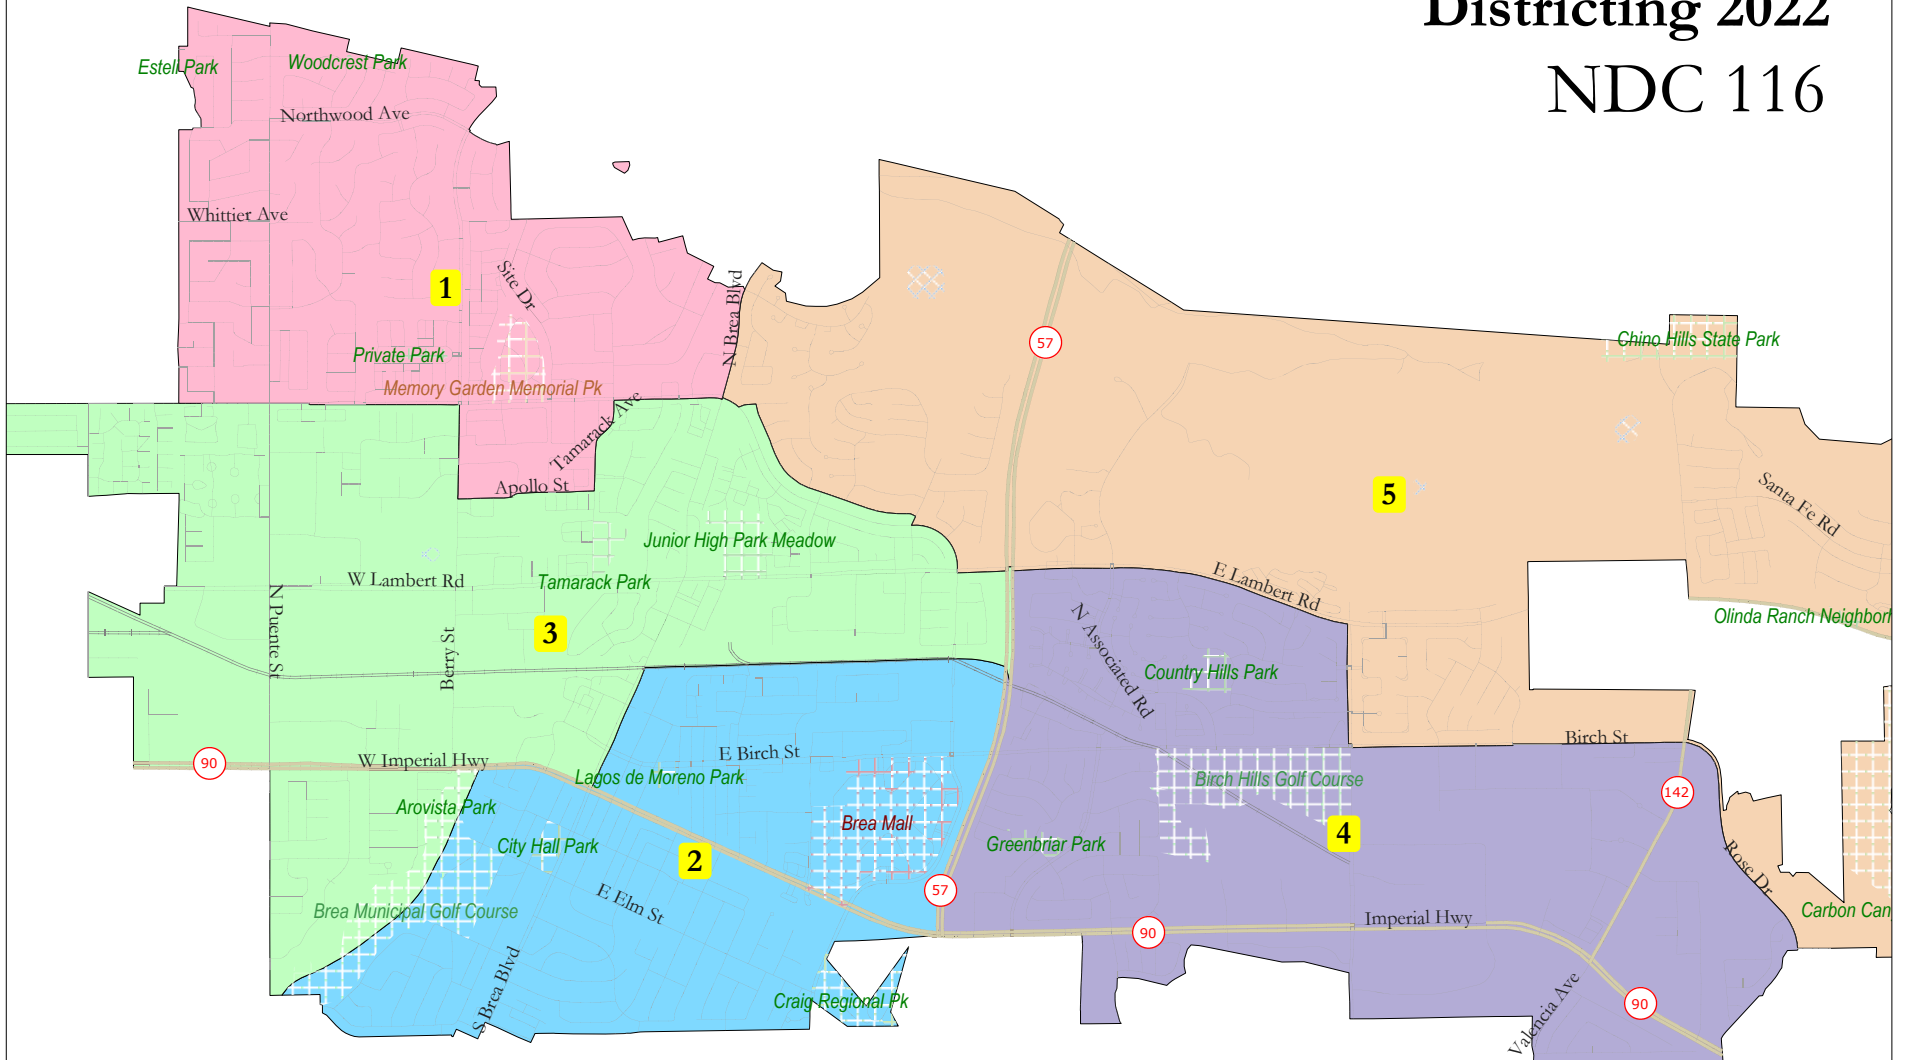 Districting 2022
NDC 116
Esteli Park
Woodcrest Park
Northwood Ave
Whittier Ave
1
Site Dr
N Brea Blvd
57
Chino Hills State Park
Private Park
Memory Garden Memorial Pk
Tamarack Ave
Apollo St
5
Santa Fe Rd
Junior High Park Meadow
W Lambert Rd
Tamarack Park
E Lambert Rd
N Puente St
Berry St
3
N Associated Rd
Country Hills Park
Olinda Ranch
90
W Imperial Hwy
E Birch St
Birch St
Lagos de Moreno Park
Birch Hills Golf Course
142
Arovista Park
Brea Mall
City Hall Park
2
Greenbriar Park
4
Rose Dr
57
E Elm St
Brea Municipal Golf Course
Imperial Hwy
90
Carbon
S Brea Blvd
Craig Regional Pk
Valencia Ave
90